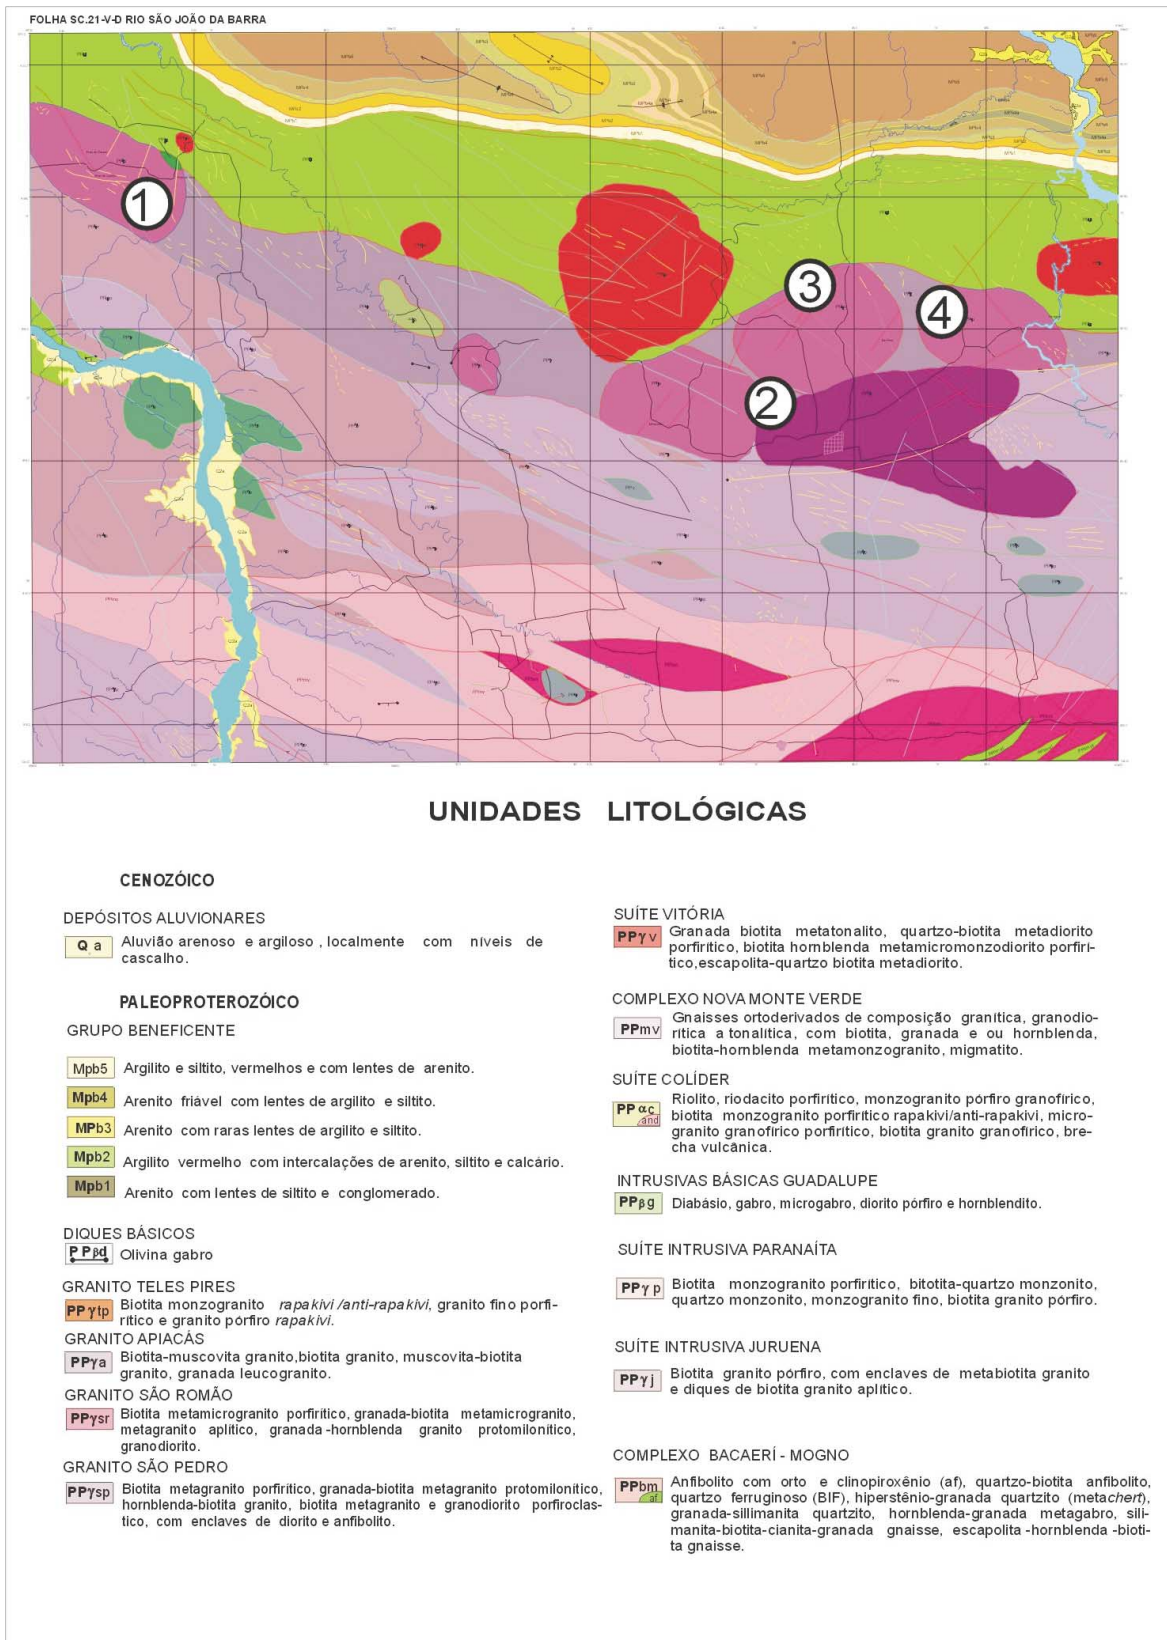 FOLHA SC.21-V-D RIO SÃO JOÃO DA BARRA
1
2
3
4
UNIDADES LITOLÓGICAS
CENOZÓICO
DEPÓSITOS ALUVIONARES
Q a
Aluvião arenoso e argiloso , localmente com níveis de
cascalho.
PALEOPROTEROZÓICO
GRUPO BENEFICENTE
Mpb5 Argilito e siltito, vermelhos e com lentes de arenito.
Mpb4 Arenito friável com lentes de argilito e siltito.
MPb3 Arenito com raras lentes de argilito e siltito.
Mpb2 Argilito vermelho com intercalações de arenito, siltito e calcário.
Mpb1 Arenito com lentes de siltito e conglomerado.
DIQUES BÁSICOS
PPβd Olivina gabro
GRANITO TELES PIRES
PPγtp
Biotita monzogranito rapakivi /anti-rapakivi, granito fino porfi-
rítico e granito pórfiro rapakivi.
GRANITO APIACÁS
PPγa
Biotita-muscovita granito,biotita granito, muscovita-biotita
granito, granada leucogranito.
GRANITO SÃO ROMÃO
PPγsr
Biotita metamicrogranito porfirítico, granada-biotita metamicrogranito,
metagranito aplítico, granada -hornblenda granito protomilonítico,
granodiorito.
GRANITO SÃO PEDRO
PPγsp
Biotita metagranito porfirítico, granada-biotita metagranito protomilonítico,
hornblenda-biotita granito, biotita metagranito e granodiorito porfiroclas-
tico, com enclaves de diorito e anfibolito.
SUÍTE VITÓRIA
PPγv
Granada biotita metatonalito, quartzo-biotita metadiorito
porfirítico, biotita hornblenda metamicromonzodiorito porfirí-
tico,escapolita-quartzo biotita metadiorito.
COMPLEXO NOVA MONTE VERDE
PPmv
Gnaisses ortoderivados de composição granítica, granodio-
rítica a tonalítica, com biotita, granada e ou hornblenda,
biotita-hornblenda metamonzogranito, migmatito.
SUÍTE COLÍDER
PPαc
and
Riolito, riodacito porfirítico, monzogranito pórfiro granofírico,
biotita monzogranito porfirítico rapakivi/anti-rapakivi, micro-
granito granofírico porfirítico, biotita granito granofírico, bre-
cha vulcânica.
INTRUSIVAS BÁSICAS GUADALUPE
PPβg Diabásio, gabro, microgabro, diorito pórfiro e hornblendito.
SUÍTE INTRUSIVA PARANAÍTA
PPγp
Biotita monzogranito porfirítico, bitotita-quartzo monzonito,
quartzo monzonito, monzogranito fino, biotita granito pórfiro.
SUÍTE INTRUSIVA JURUENA
PPγj
Biotita granito pórfiro, com enclaves de metabiotita granito
e diques de biotita granito aplítico.
COMPLEXO BACAERÍ - MOGNO
PPbm
af
Anfibolito com orto e clinopiroxênio (af), quartzo-biotita anfibolito,
quartzo ferruginoso (BIF), hiperstênio-granada quartzito (metachert),
granada-sillimanita quartzito, hornblenda-granada metagabro, sili-
manita-biotita-cianita-granada gnaisse, escapolita -hornblenda -bioti-
ta gnaisse.